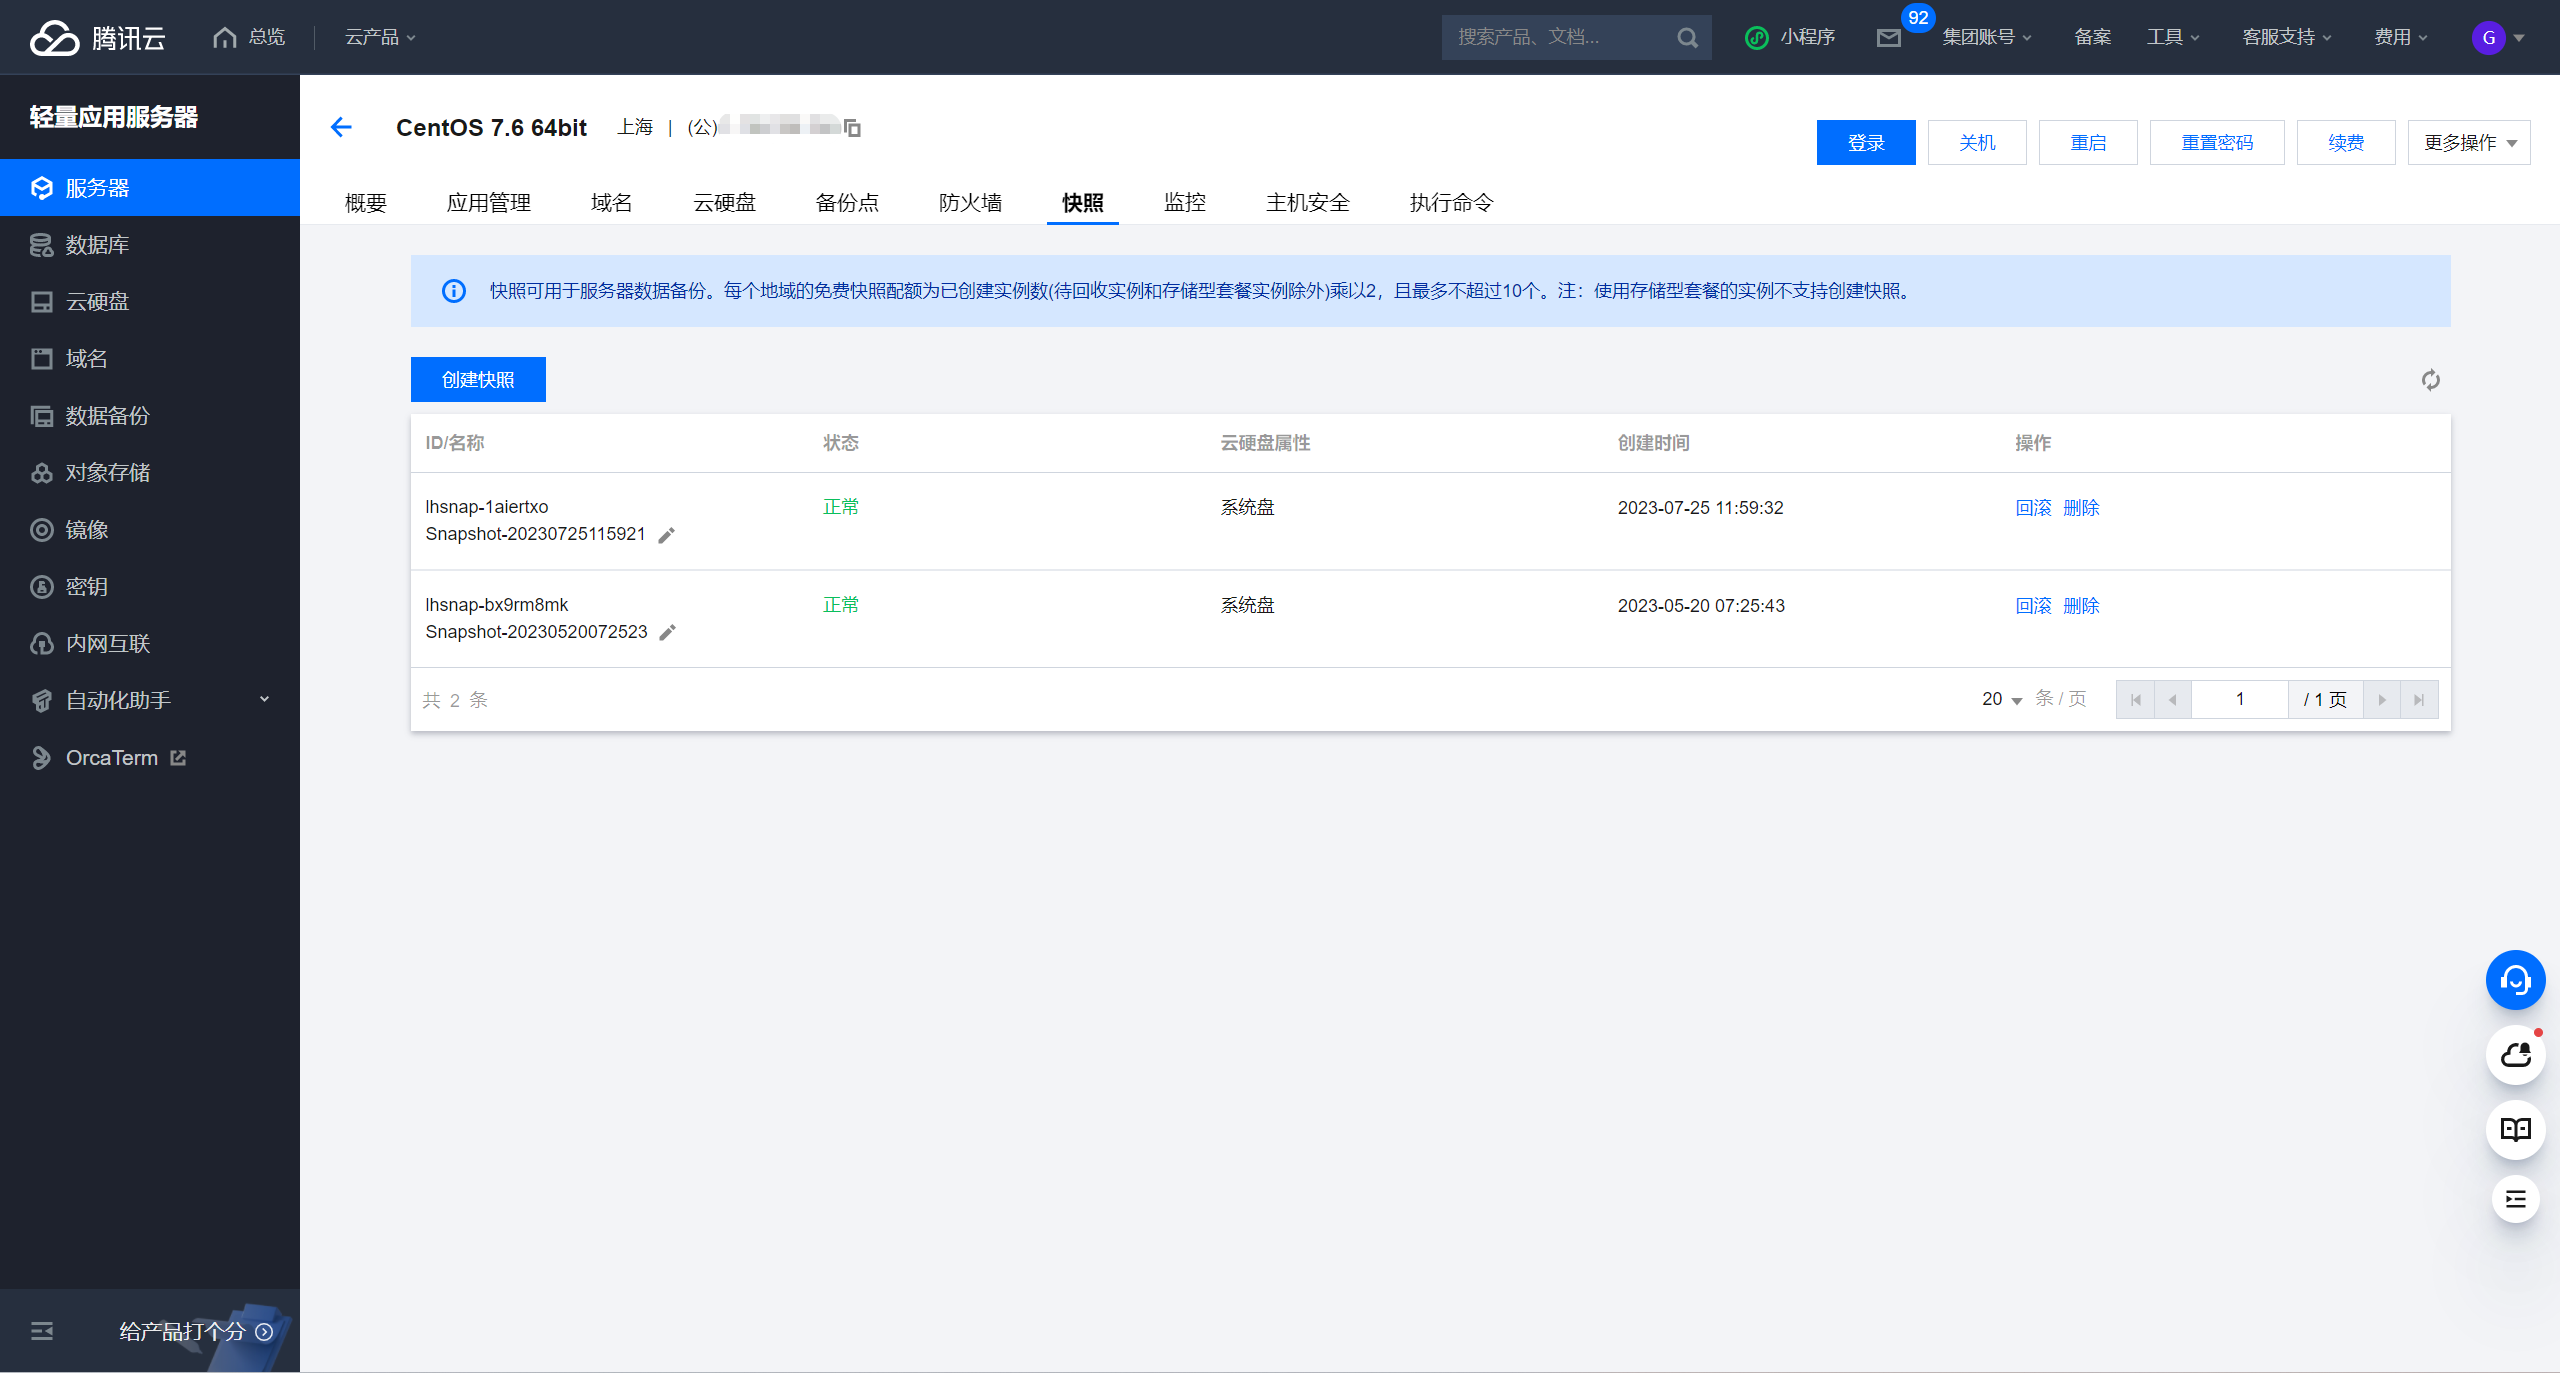 腾讯云
总览
云产品
搜索产品、文档...
小程序
92
集团账号
备案
工具
客服支持
费用
G
轻量应用服务器
服务器
数据库
云硬盘
域名
数据备份
对象存储
镜像
密钥
内网互联
自动化助手
OrcaTerm
给产品打个分
CentOS 7.6 64bit
上海 | (公)
登录
关机
重启
重置密码
续费
更多操作
概要
应用管理
域名
云硬盘
备份点
防火墙
快照
监控
主机安全
执行命令
快照可用于服务器数据备份。每个地域的免费快照配额为已创建实例数(待回收实例和存储型套餐实例除外)乘以2，且最多不超过10个。注：使用存储型套餐的实例不支持创建快照。
创建快照
ID/名称 状态 云硬盘属性 创建时间 操作
lhsnap-1aiertxo 正常 系统盘 2023-07-25 11:59:32 回滚 删除
Snapshot-20230725115921
lhsnap-bx9rm8mk 正常 系统盘 2023-05-20 07:25:43 回滚 删除
Snapshot-20230520072523
共 2 条
20 条 / 页
1 / 1 页